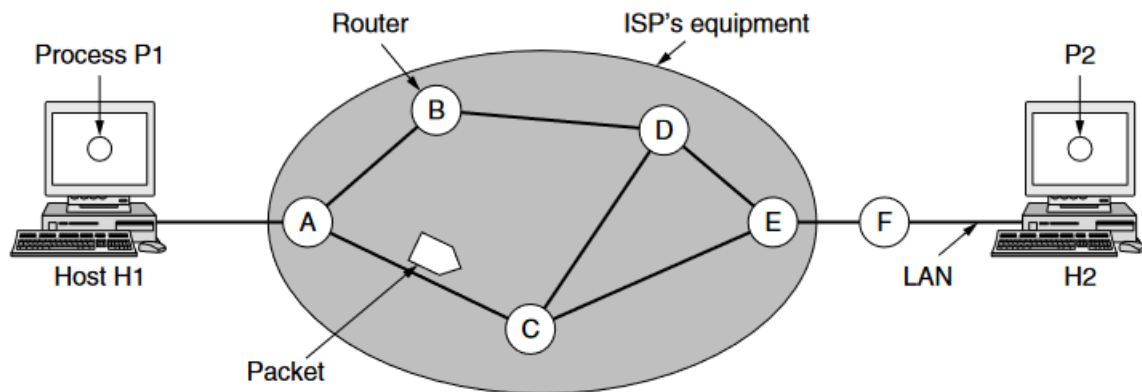 Router
ISP’s equipment
Process P1
P2
B
D
A
E
F
C
Host H1
LAN
H2
Packet